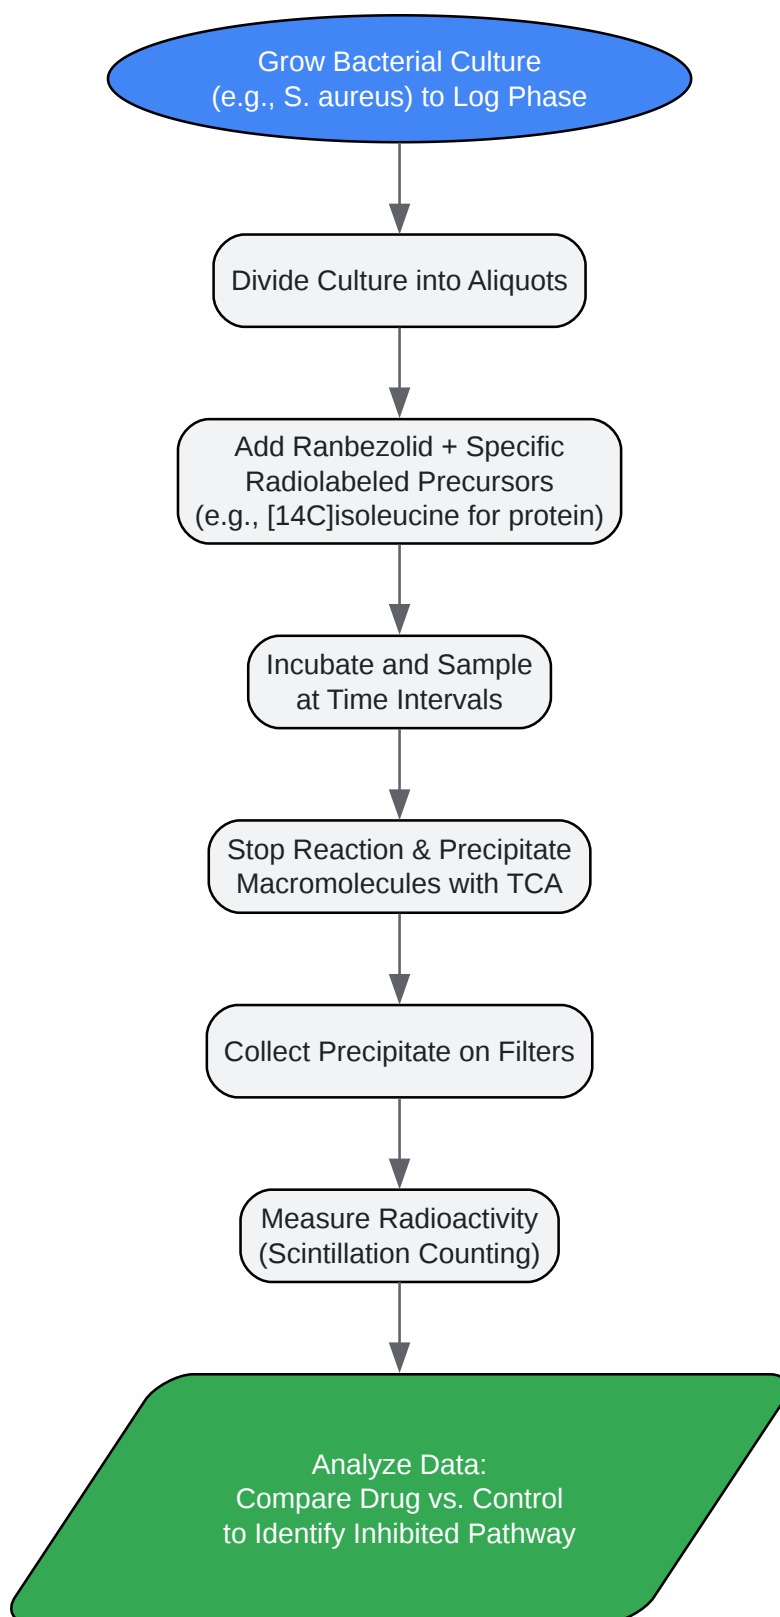 Grow Bacterial Culture
(e.g., S. aureus) to Log Phase
Divide Culture into Aliquots
Add Ranbezolid + Specific
Radiolabeled Precursors
(e.g., [14C]isoleucine for protein)
Incubate and Sample
at Time Intervals
Stop Reaction & Precipitate
Macromolecules with TCA
Collect Precipitate on Filters
Measure Radioactivity
(Scintillation Counting)
Analyze Data:
Compare Drug vs. Control
to Identify Inhibited Pathway